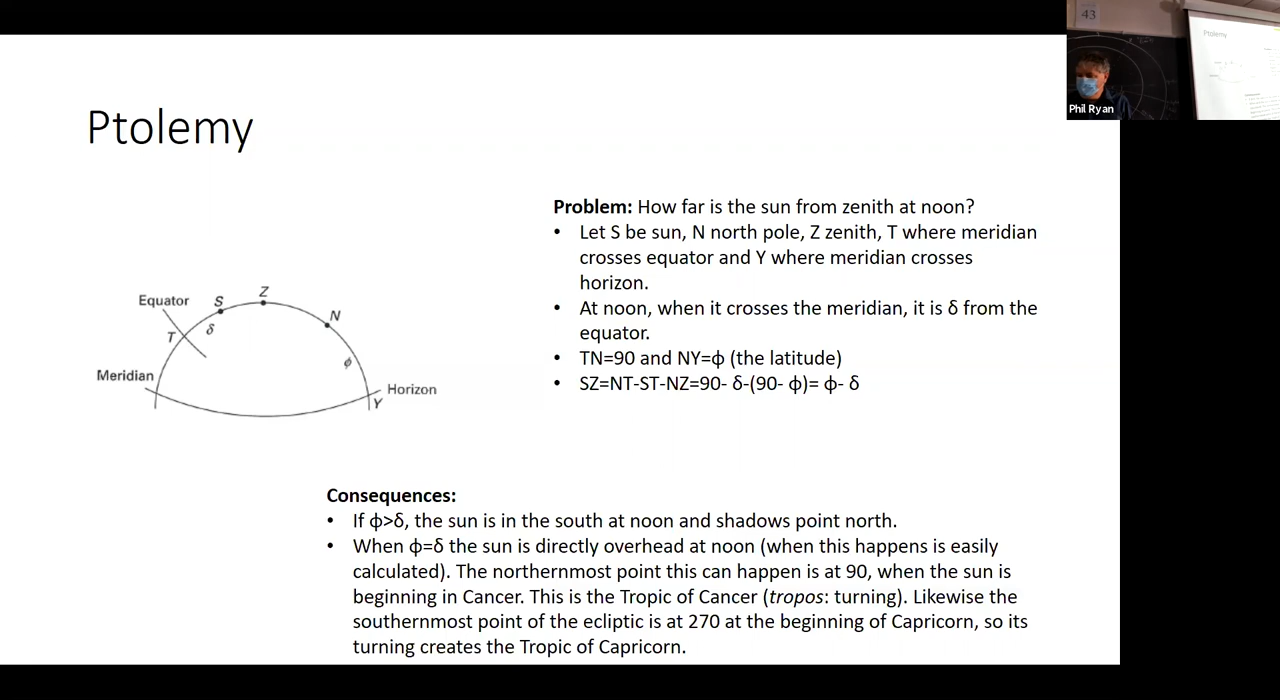 Ptolemy
Problem: How far is the sun from zenith at noon?
• Let S be sun, N north pole, Z zenith, T where meridian
crosses equator and Y where meridian crosses
horizon.
• At noon, when it crosses the meridian, it is δ from the
equator.
• TN=90 and NY=ϕ (the latitude)
• SZ=NT-ST-NZ=90- δ-(90- ϕ)= ϕ- δ
Equator
S
Z
N
T
δ
ϕ
Meridian
Horizon
Y
Consequences:
• If ϕ>δ, the sun is in the south at noon and shadows point north.
• When ϕ=δ the sun is directly overhead at noon (when this happens is easily
calculated). The northernmost point this can happen is at 90, when the sun is
beginning in Cancer. This is the Tropic of Cancer (tropos: turning). Likewise the
southernmost point of the ecliptic is at 270 at the beginning of Capricorn, so its
turning creates the Tropic of Capricorn.
43
Ptolemy
Phil Ryan